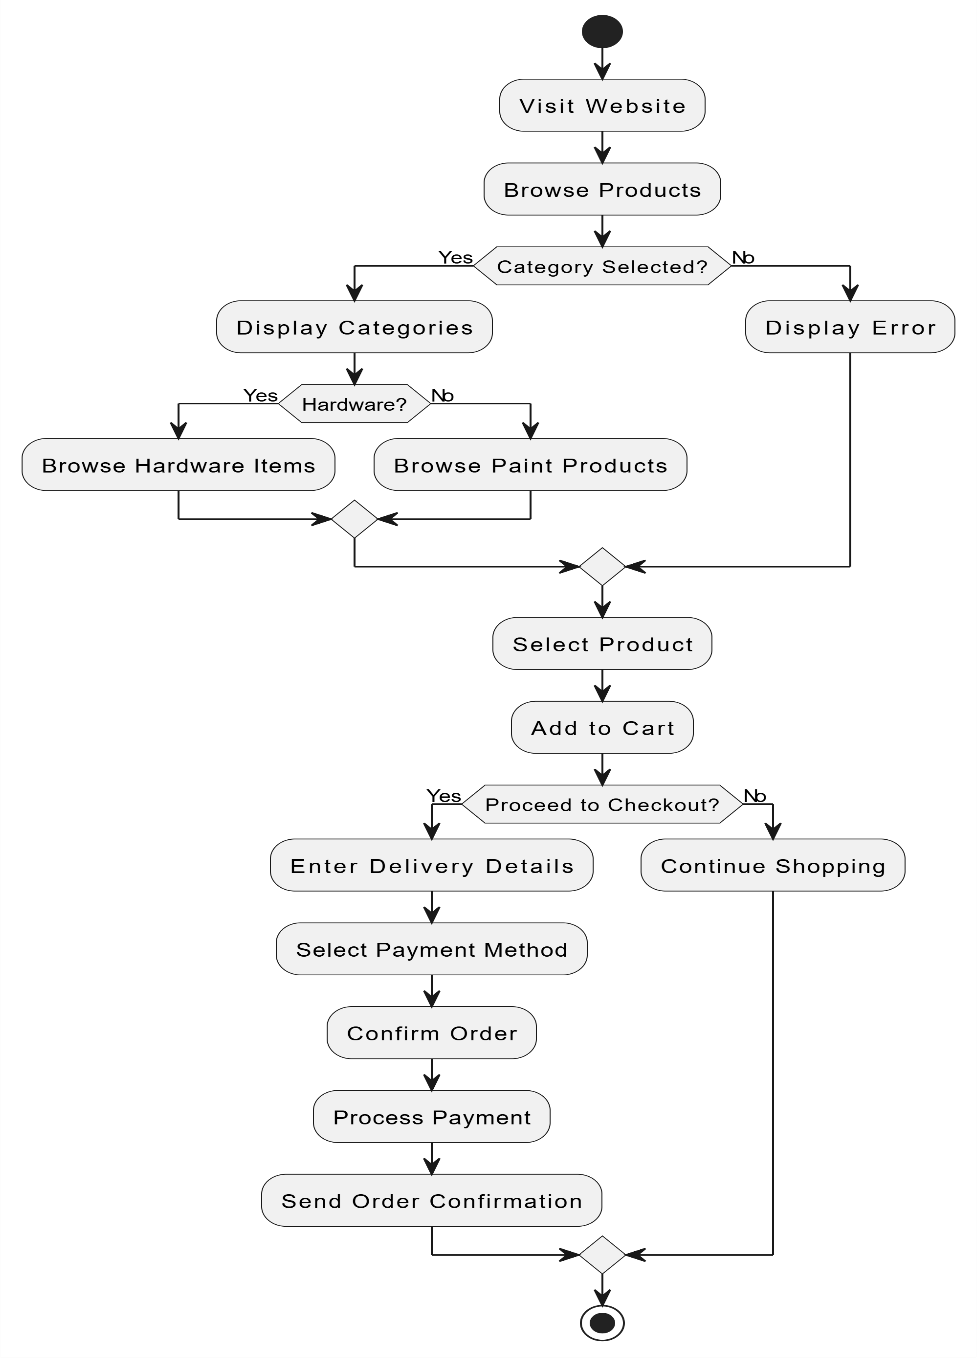 Visit Website
Browse Products
Yes
Category Selected?
No
Display Categories
Display Error
Yes
Hardware?
No
Browse Hardware Items
Browse Paint Products
Select Product
Add to Cart
Yes
Proceed to Checkout?
No
Enter Delivery Details
Continue Shopping
Select Payment Method
Confirm Order
Process Payment
Send Order Confirmation